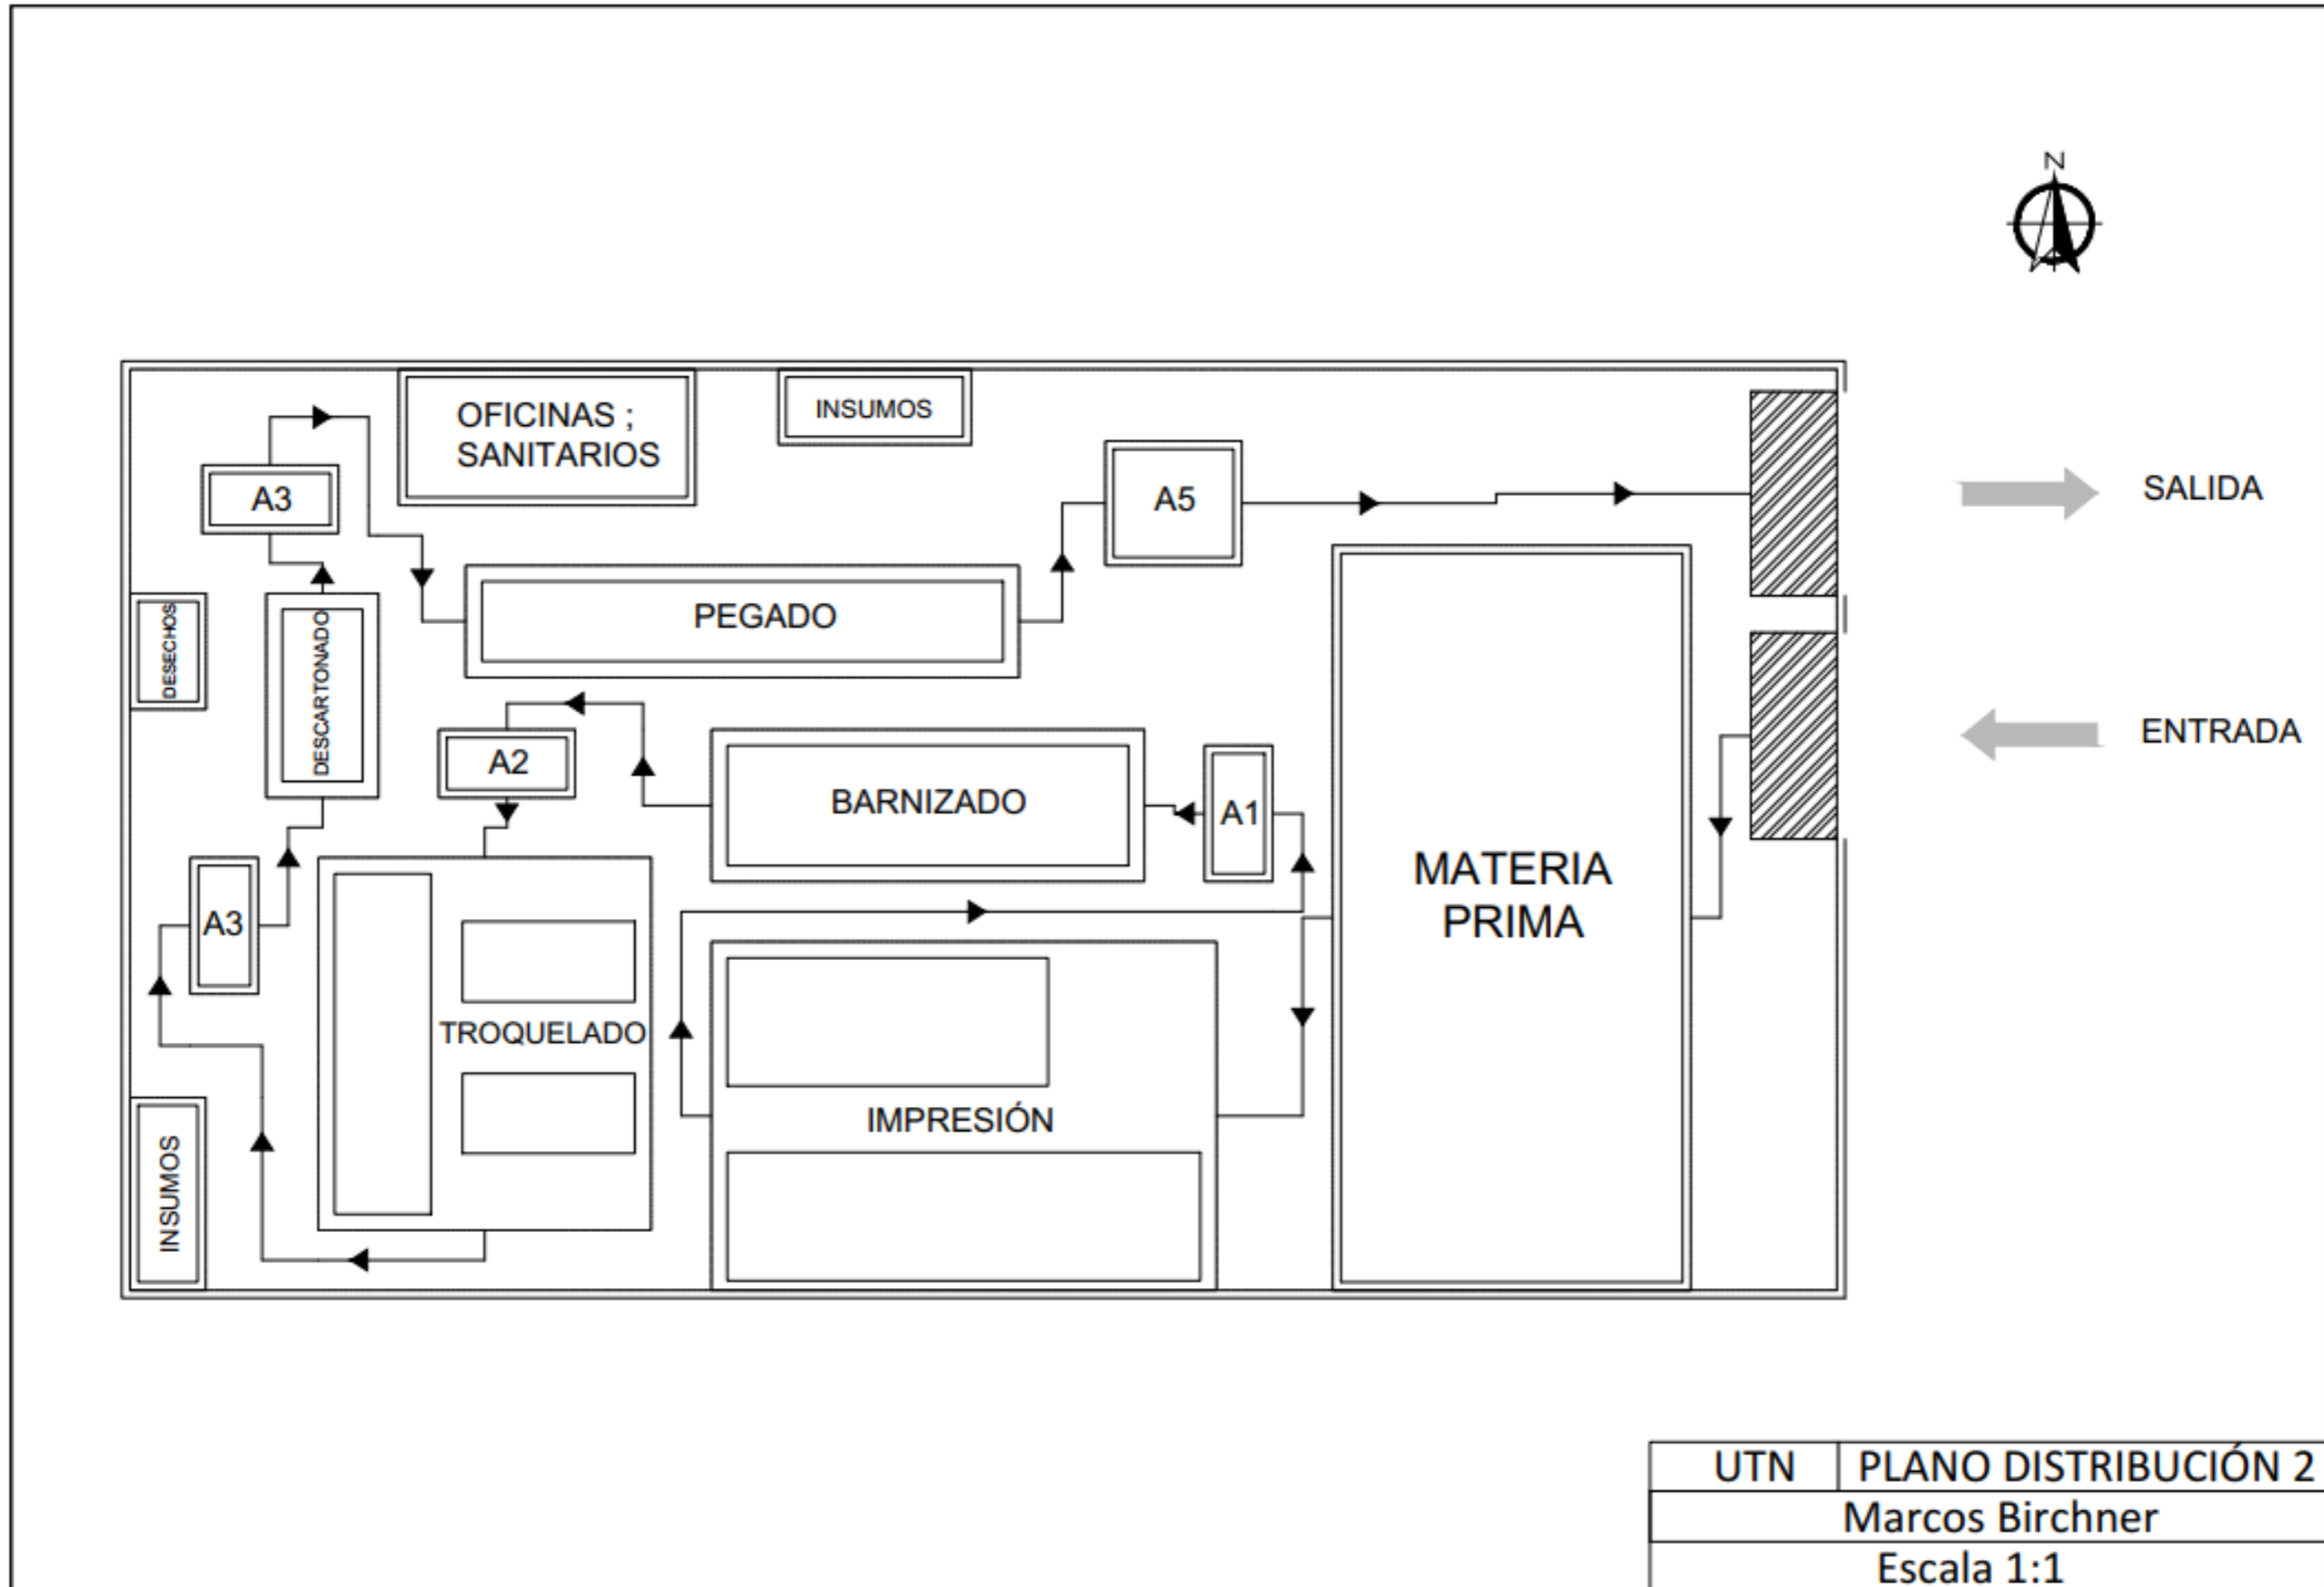 N
OFICINAS ;
SANITARIOS
INSUMOS
A3
A5
SALIDA
DESECHOS
DESCARTONADO
PEGADO
ENTRADA
A2
BARNIZADO
A1
MATERIA
PRIMA
A3
TROQUELADO
IMPRESIÓN
INSUMOS
UTN
PLANO DISTRIBUCIÓN 2
Marcos Birchner
Escala 1:1